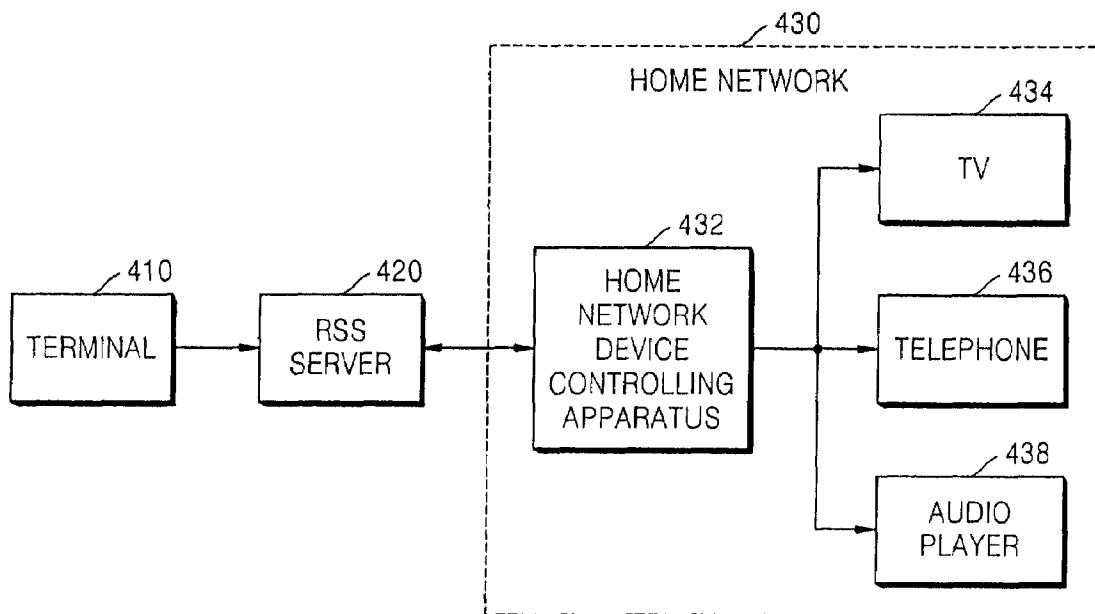 430
HOME NETWORK
434
TV
432
HOME
NETWORK
DEVICE
CONTROLLING
APPARATUS
410
TERMINAL
420
RSS
SERVER
436
TELEPHONE
438
AUDIO
PLAYER